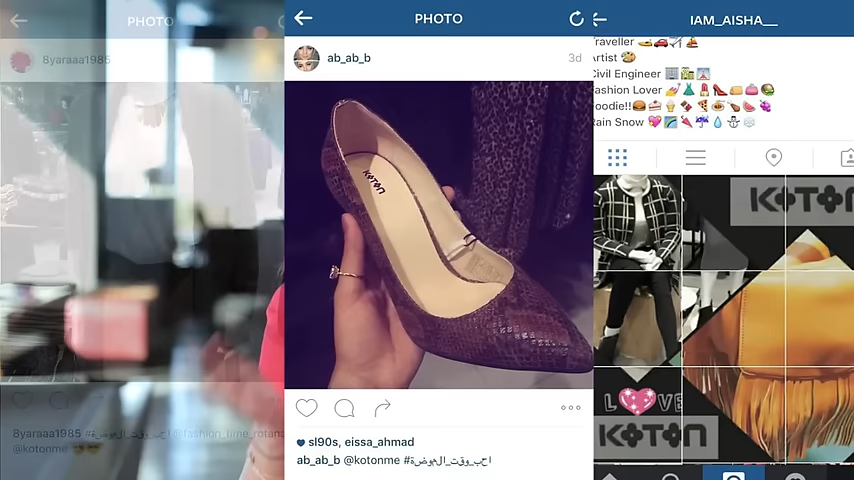 PHOTO
8yaraaa1985
8yaraaa1985 #احب_وقت_الموضة @fashion_time_rotana
@kotonme
PHOTO
ab_ab_b
3d
KOTON
sl90s, eissa_ahmad
ab_ab_b @kotonme #احب_وقت_الموضة
IAM_AISHA__
Traveller
Artist
Civil Engineer
Fashion Lover
Foodie!!
Rain Snow
KOTON
LOVE
KOTON